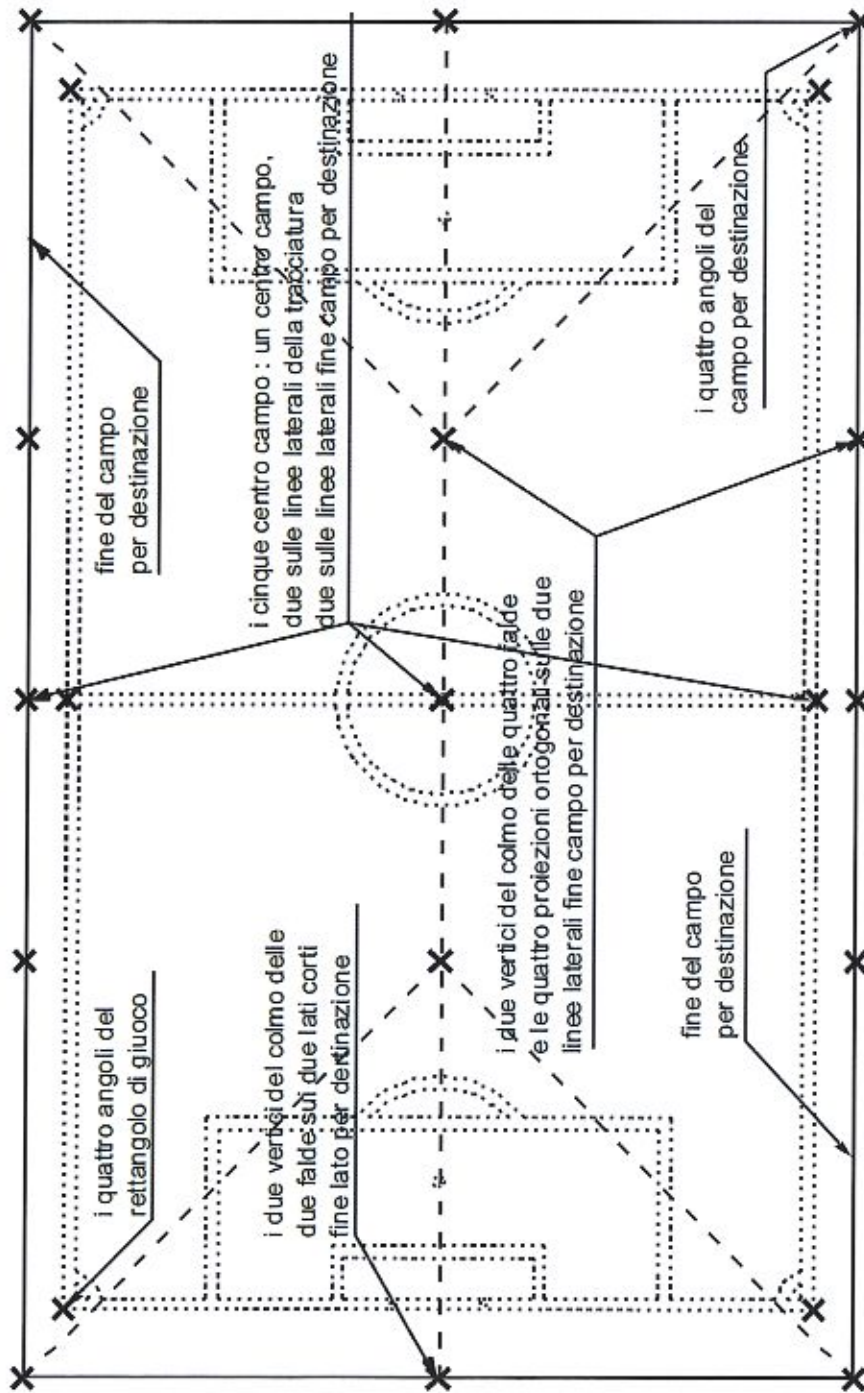 i quattro angoli del
rettangolo di giuoco
i due vertici del colmo delle
due falde sui due lati corti
fine lato per destinazione
fine del campo
per destinazione
i cinque centro campo : un centro campo,
due sulle linee laterali della tracciatura
due sulle linee laterali fine campo per destinazione
i due vertici del colmo delle quattro falde
e le quattro proiezioni ortogonali sulle due
linee laterali fine campo per destinazione
fine del campo
per destinazione
i quattro angoli del
campo per destinazione